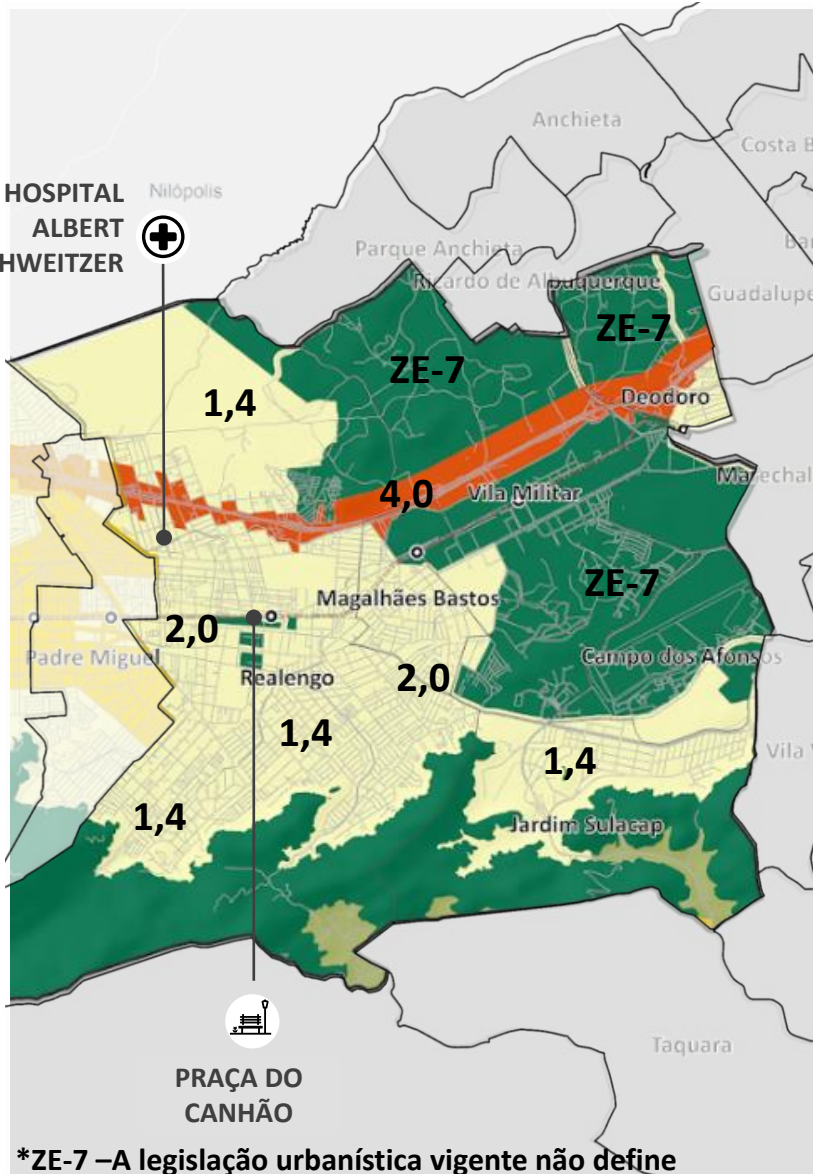 Anchieta
Costa B
HOSPITAL
ALBERT
HWEITZER
Nilópolis
Parque Anchieta
Ricardo de Albuquerque
Guadalupe
ZE-7
ZE-7
1,4
Deodoro
4,0
Vila Militar
Marechal
ZE-7
Magalhães Bastos
2,0
Padre Miguel
Realengo
2,0
Campo dos Afonsos
1,4
1,4
Vila
1,4
Jardim Sulacap
Taquara
PRAÇA DO
CANHÃO
*ZE-7 –A legislação urbanística vigente não define